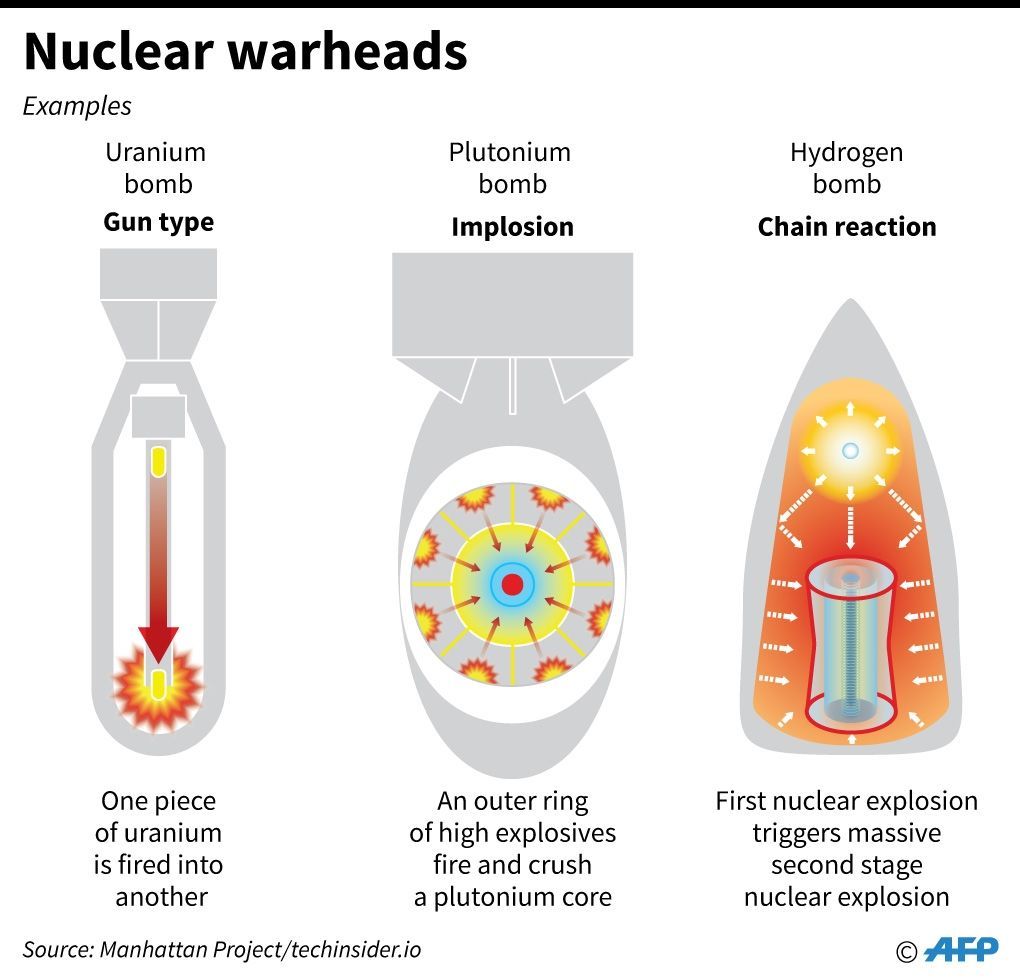 Nuclear warheads
Examples
Uranium
bomb
Gun type
Plutonium
bomb
Implosion
Hydrogen
bomb
Chain reaction
One piece
of uranium
is fired into
another
An outer ring
of high explosives
fire and crush
a plutonium core
First nuclear explosion
triggers massive
second stage
nuclear explosion
Source: Manhattan Project/techinsider.io
© AFP